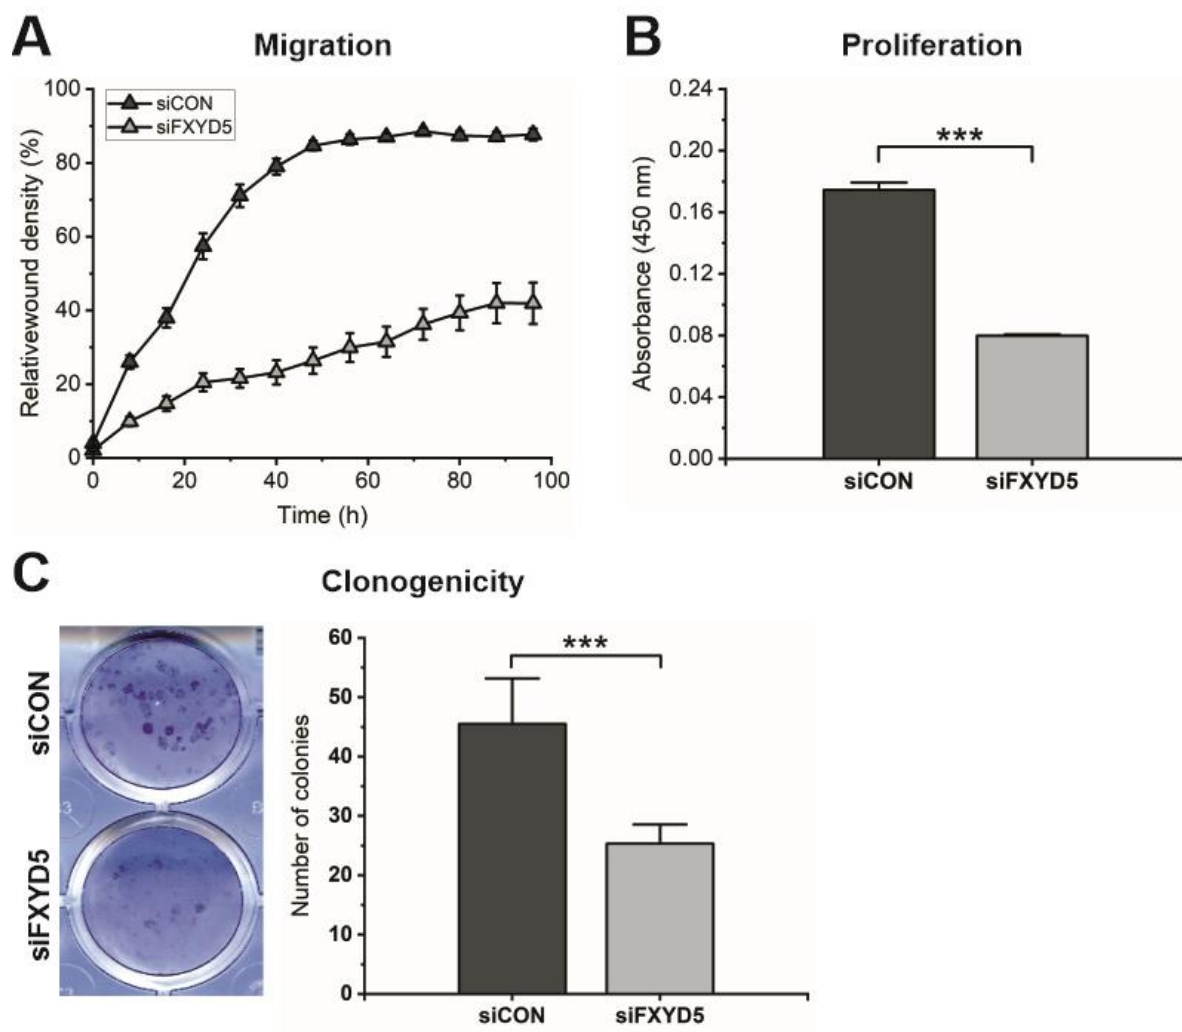 A
Migration
100
80
60
40
20
0
Relativewound density (%)
siCON
siFXYD5
0 20 40 60 80 100
Time (h)
B
Proliferation
0.24
0.20
0.16
0.12
0.08
0.04
0.00
Absorbance (450 nm)
***
siCON siFXYD5
C
Clonogenicity
siCON
siFXYD5
60
50
40
30
20
10
0
Number of colonies
***
siCON siFXYD5